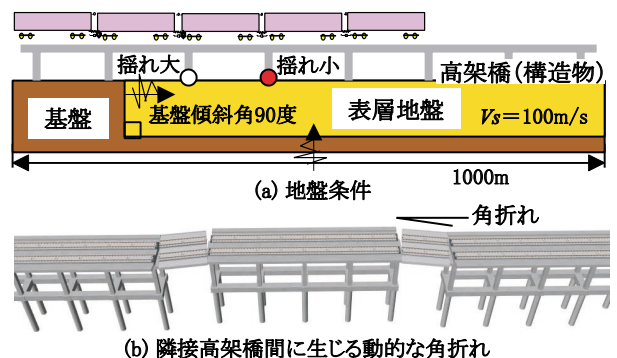 揺れ大
揺れ小
高架橋(構造物)
基盤
基盤傾斜角90度
表層地盤
Vs=100m/s
1000m
(a) 地盤条件
角折れ
(b) 隣接高架橋間に生じる動的な角折れ